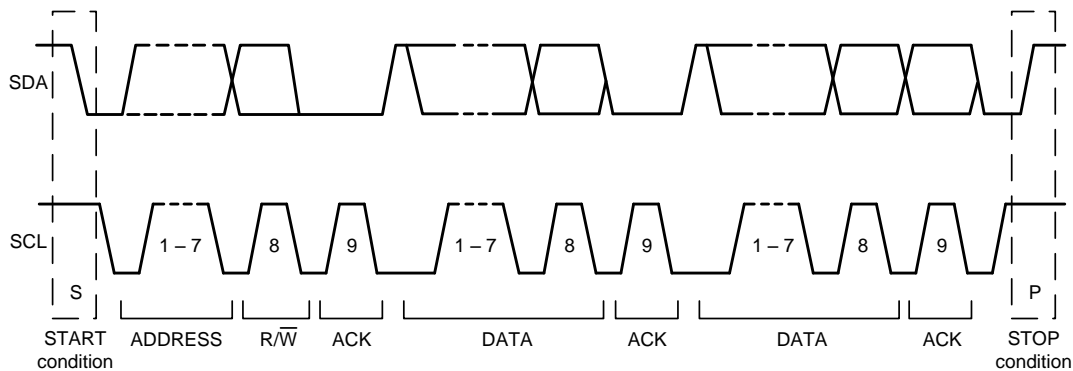 SDA
SCL
1 – 7 8 9 1 – 7 8 9 1 – 7 8 9
S P
START condition ADDRESS R/W̅ ACK DATA ACK DATA ACK STOP condition